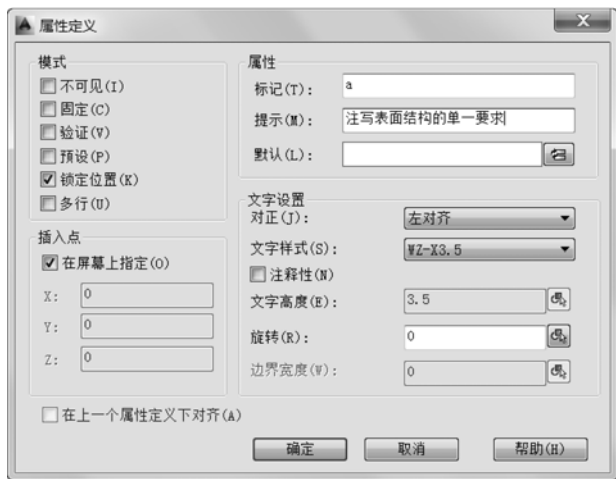 属性定义
模式
不可见(I)
固定(C)
验证(V)
预设(P)
锁定位置(K)
多行(U)
插入点
在屏幕上指定(O)
X: 0
Y: 0
Z: 0
在上一个属性定义下对齐(A)
属性
标记(T): a
提示(M): 注写表面结构的单一要求
默认(L):
文字设置
对正(J): 左对齐
文字样式(S): WZ-X3.5
注释性(N)
文字高度(E): 3.5
旋转(R): 0
边界宽度(W): 0
确定 取消 帮助(H)